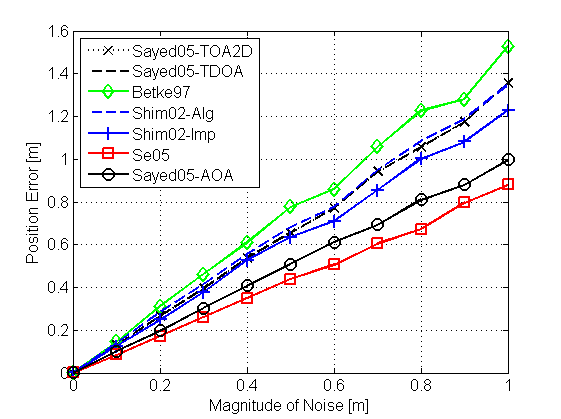 1.6
1.4
1.2
1
0.8
0.6
0.4
0.2
0
Position Error [m]
Sayed05-TOA2D
Sayed05-TDOA
Betke97
Shim02-Alg
Shim02-Imp
Se05
Sayed05-AOA
0 0.2 0.4 0.6 0.8 1
Magnitude of Noise [m]